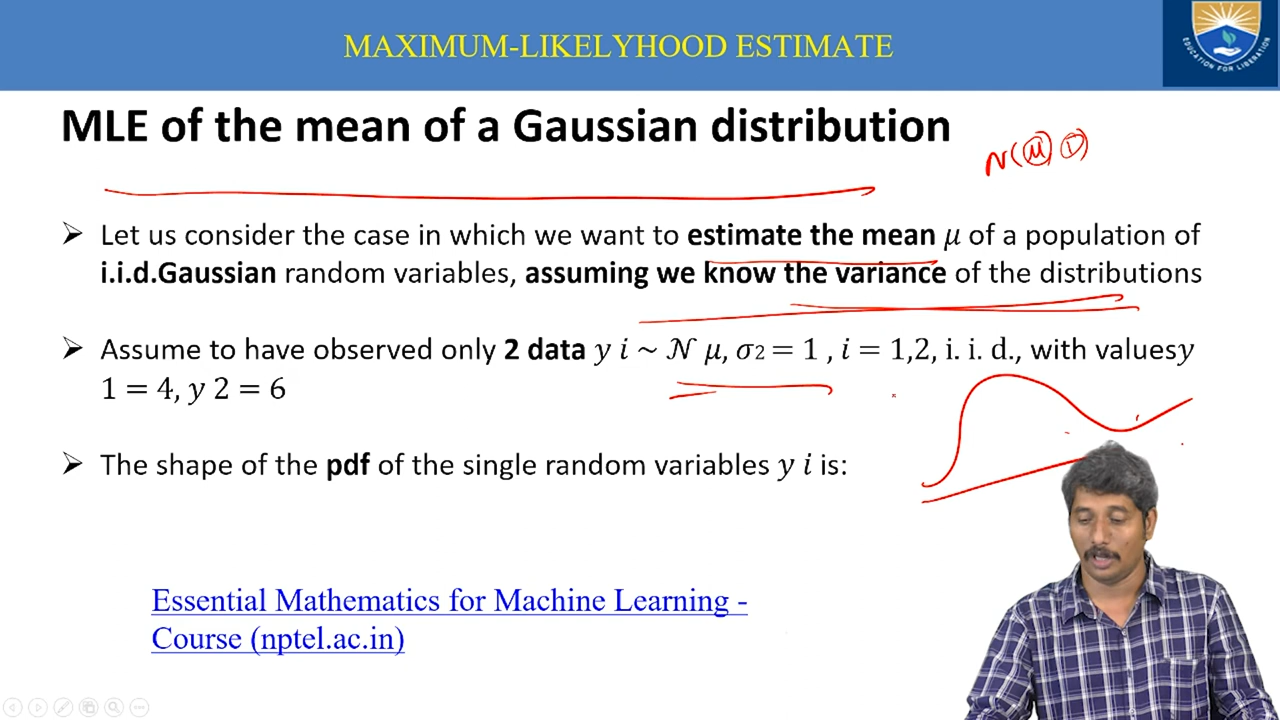 MAXIMUM-LIKELYHOOD ESTIMATE
EDUCATION FOR LIBERATION
MLE of the mean of a Gaussian distribution
N(μ 1)
➢ Let us consider the case in which we want to estimate the mean 𝜇 of a population of
i.i.d.Gaussian random variables, assuming we know the variance of the distributions
➢ Assume to have observed only 2 data 𝑦 𝑖 ~ 𝒩 𝜇, 𝜎2 = 1 , 𝑖 = 1,2, i. i. d., with values𝑦
1 = 4, 𝑦 2 = 6
➢ The shape of the pdf of the single random variables 𝑦 𝑖 is:
Essential Mathematics for Machine Learning -
Course (nptel.ac.in)